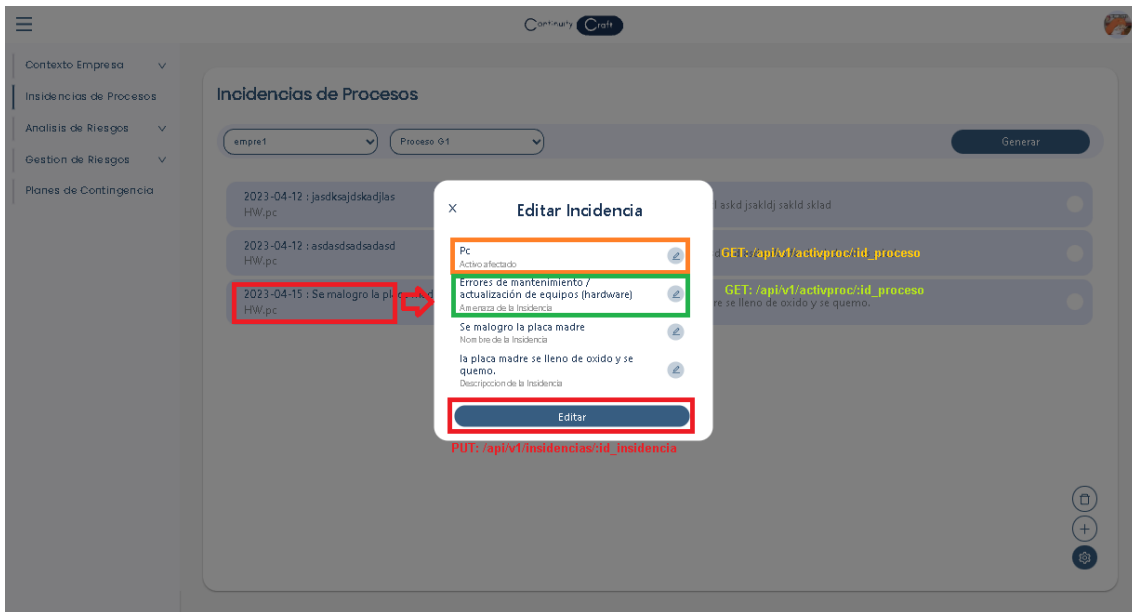 Continuity Craft
Contexto Empresa
Insidencias de Procesos
Analisis de Riesgos
Gestion de Riesgos
Planes de Contingencia
Incidencias de Procesos
empre1
Proceso G1
Generar
2023-04-12 : jasdksajdskadjlas
HW.pc
l askd jsakldj sakld sklad
2023-04-12 : asdasdsadsadasd
HW.pc
GET: /api/v1/activproc/:id_proceso
2023-04-15 : Se malogro la placa
HW.pc
GET: /api/v1/activproc/:id_proceso
re se lleno de oxido y se quemo.
X
Editar Incidencia
Pc
Activo afectado
Errores de mantenimiento /
actualización de equipos (hardware)
Amenaza de la Insidencia
Se malogro la placa madre
Nombre de la Insidencia
la placa madre se lleno de oxido y se
quemo.
Descripccion de la Insidencia
Editar
PUT: /api/v1/insidencias/:id_insidencia